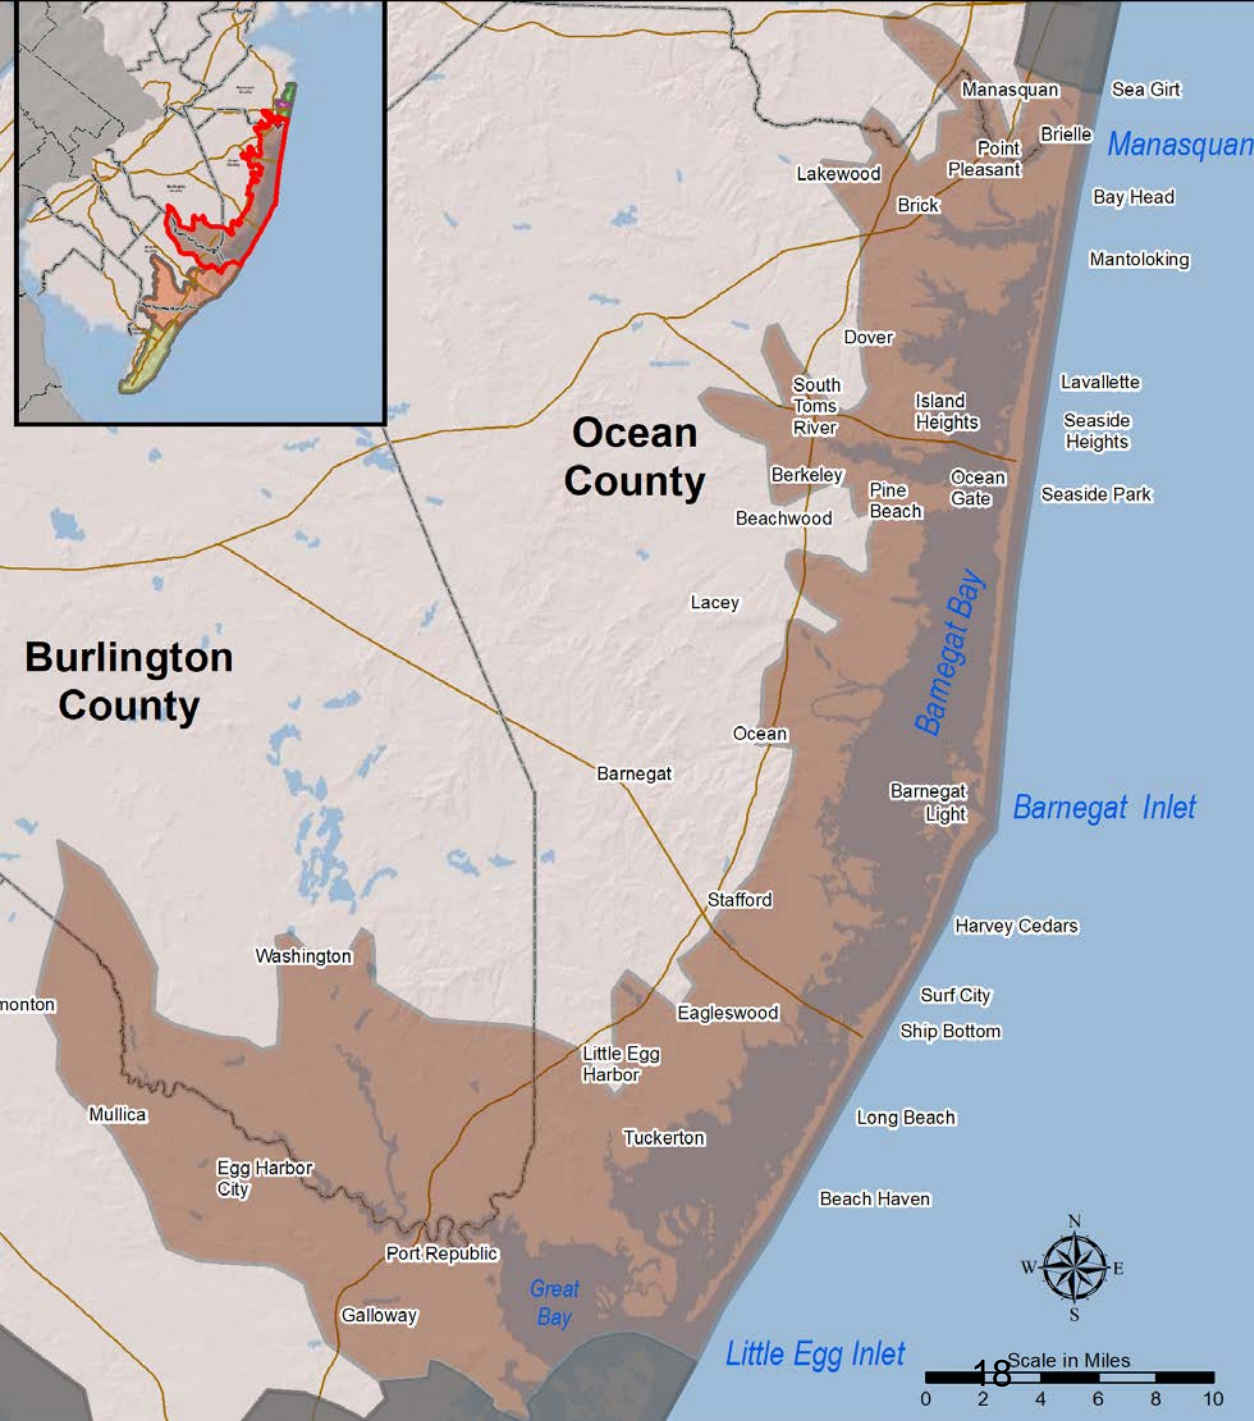 Manasquan
Sea Girt
Brielle
Manasquan
Point
Pleasant
Lakewood
Bay Head
Brick
Mantoloking
Dover
Lavallette
South
Toms
River
Island
Heights
Seaside
Heights
Ocean
County
Berkeley
Ocean
Gate
Pine
Beach
Seaside Park
Beachwood
Lacey
Barnegat Bay
Burlington
County
Ocean
Barnegat
Barnegat
Light
Barnegat Inlet
Stafford
Harvey Cedars
Washington
Surf City
monton
Eagleswood
Ship Bottom
Little Egg
Harbor
Mullica
Long Beach
Tuckerton
Egg Harbor
City
Beach Haven
Port Republic
N
W E
S
Great
Bay
Galloway
Little Egg Inlet
18
Scale in Miles
0 2 4 6 8 10